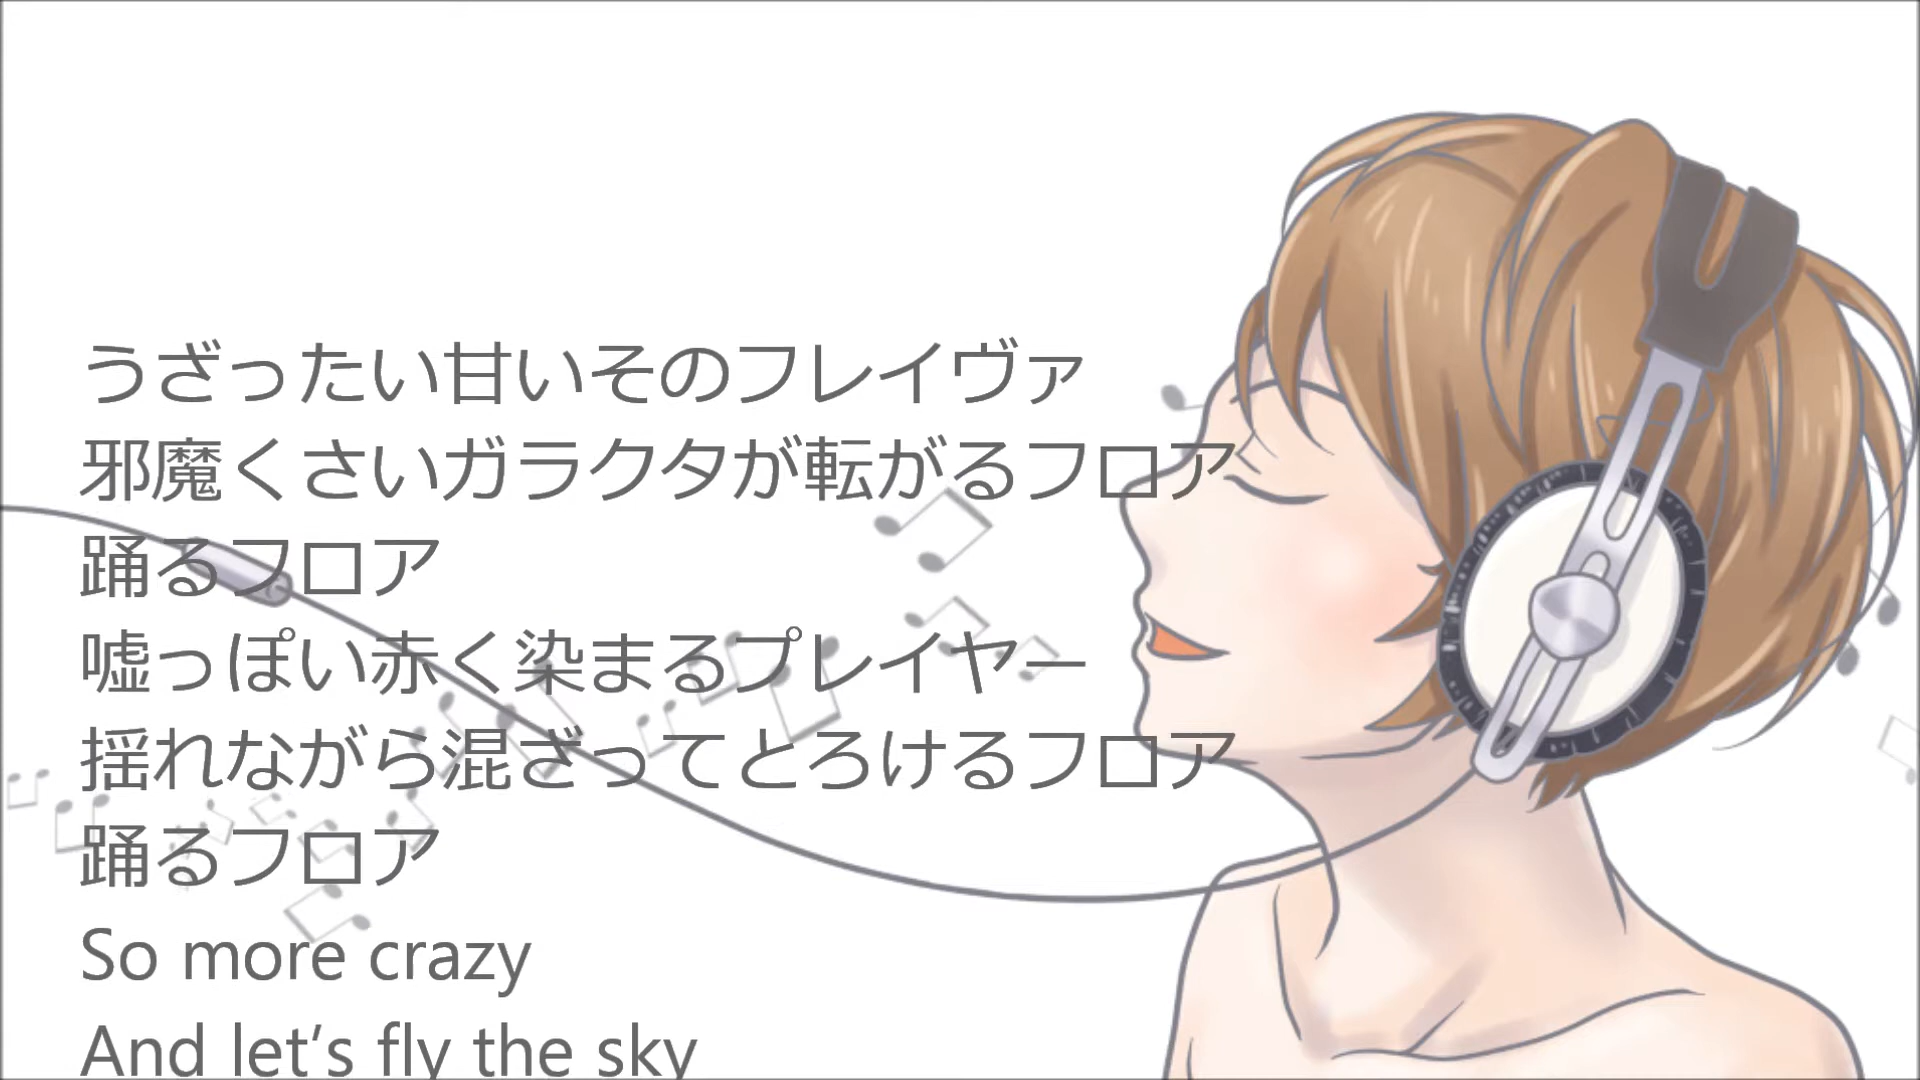 うざったい甘いそのフレイヴァ
邪魔くさいガラクタが転がるフロア
踊るフロア
嘘っぽい赤く染まるプレイヤー
揺れながら混ざってとろけるフロア
踊るフロア
So more crazy
And let's fly the sky